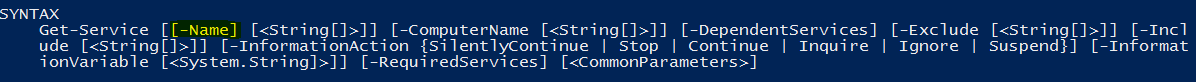 SYNTAX
Get-Service [[-Name] [<String[]>]] [-ComputerName [<String[]>]] [-DependentServices] [-Exclude [<String[]>]] [-Incl
ude [<String[]>]] [-InformationAction {SilentlyContinue | Stop | Continue | Inquire | Ignore | Suspend}] [-Informat
ionVariable [<System.String]>]] [-RequiredServices] [<CommonParameters>]